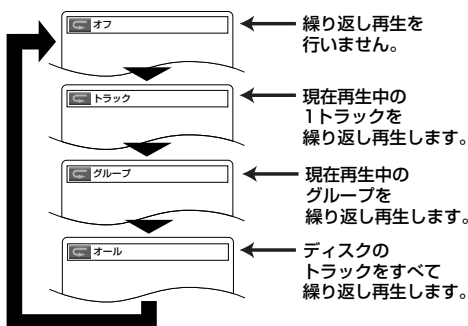 オフ
繰り返し再生を
行いません。
トラック
現在再生中の
1トラックを
繰り返し再生します。
グループ
現在再生中の
グループを
繰り返し再生します。
オール
ディスクの
トラックをすべて
繰り返し再生します。